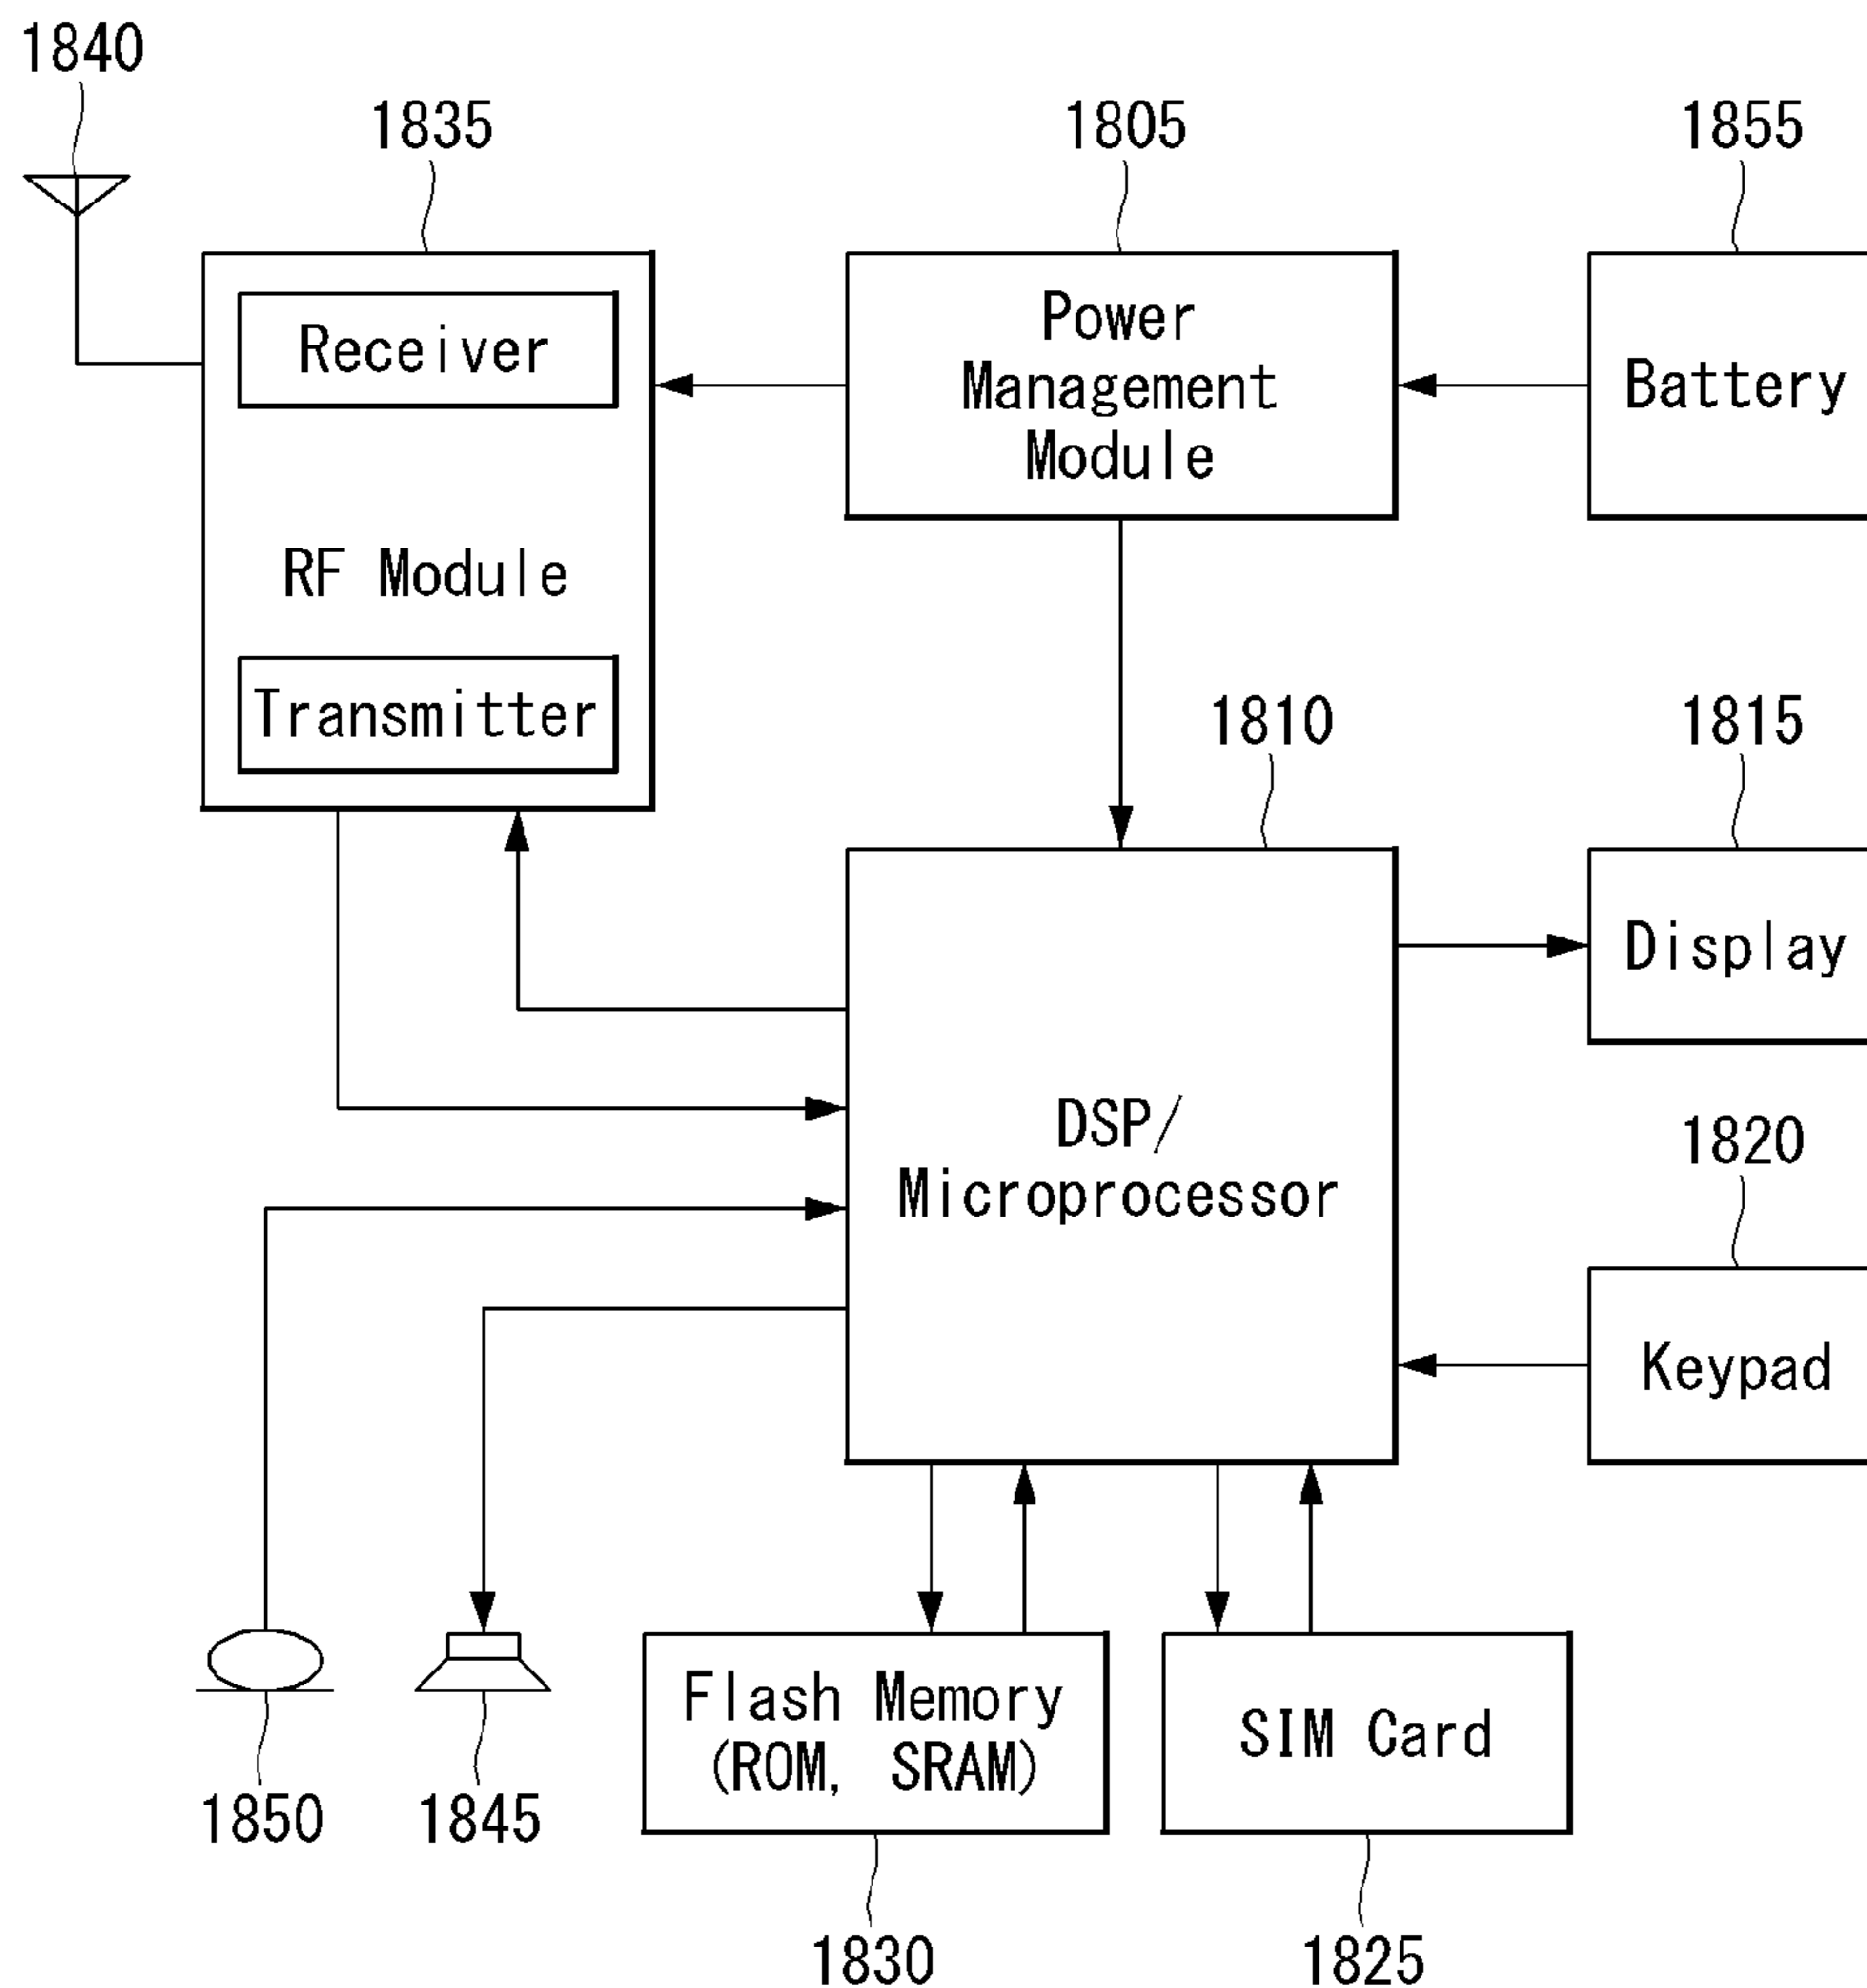 1840
1835
1805
1855
Receiver
RF Module
Transmitter
Power
Management
Module
Battery
1810
1815
DSP/
Microprocessor
Display
1820
Keypad
Flash Memory
(ROM, SRAM)
SIM Card
1850
1845
1830
1825